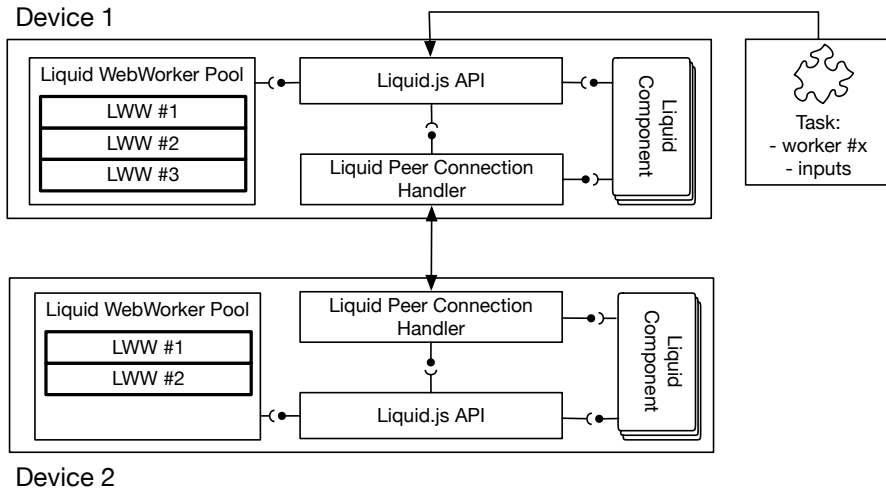 Device 1
Liquid WebWorker Pool
LWW #1
LWW #2
LWW #3
Liquid.js API
Liquid Peer Connection
Handler
Liquid
Component
Task:
- worker #x
- inputs
Liquid WebWorker Pool
LWW #1
LWW #2
Liquid Peer Connection
Handler
Liquid.js API
Liquid
Component
Device 2